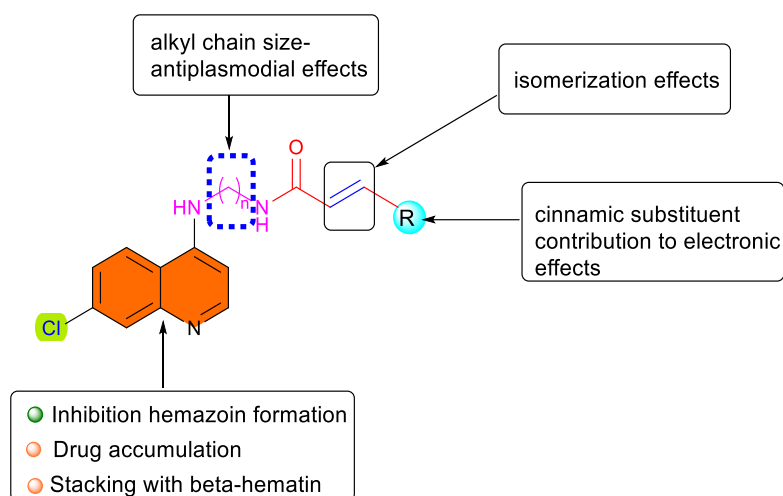 alkyl chain size-
antiplasmodial effects
isomerization effects
O
HN
( )n
N
H
R
cinnamic substituent
contribution to electronic
effects
Cl
N
Inhibition hemazoin formation
Drug accumulation
Stacking with beta-hematin